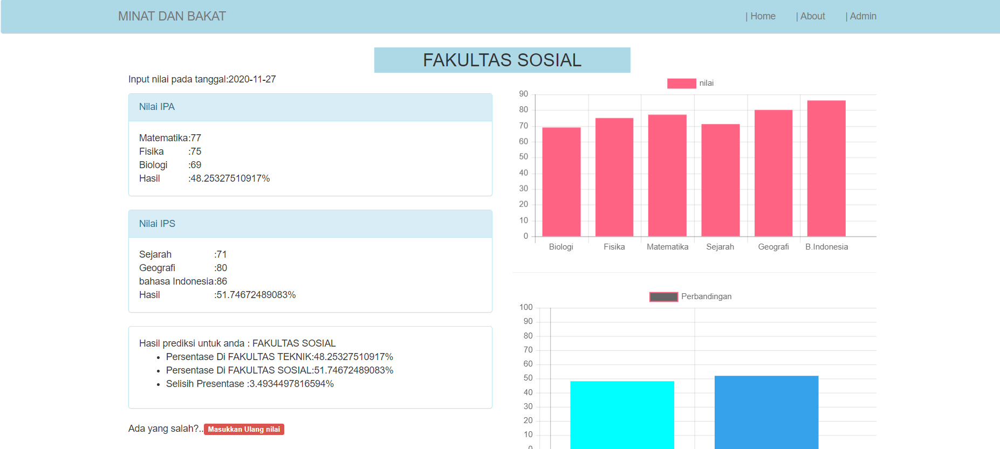 MINAT DAN BAKAT
| Home | About | Admin
FAKULTAS SOSIAL
Input nilai pada tanggal:2020-11-27
Nilai IPA
Matematika:77
Fisika :75
Biologi :69
Hasil :48.25327510917%
Nilai IPS
Sejarah :71
Geografi :80
bahasa Indonesia:86
Hasil :51.74672489083%
Hasil prediksi untuk anda : FAKULTAS SOSIAL
• Persentase Di FAKULTAS TEKNIK:48.25327510917%
• Persentase Di FAKULTAS SOSIAL:51.74672489083%
• Selisih Presentase :3.4934497816594%
Ada yang salah?..Masukkan Ulang nilai
nilai
90
80
70
60
50
40
30
20
10
0
Biologi Fisika Matematika Sejarah Geografi B.Indonesia
Perbandingan
100
90
80
70
60
50
40
30
20
10
0